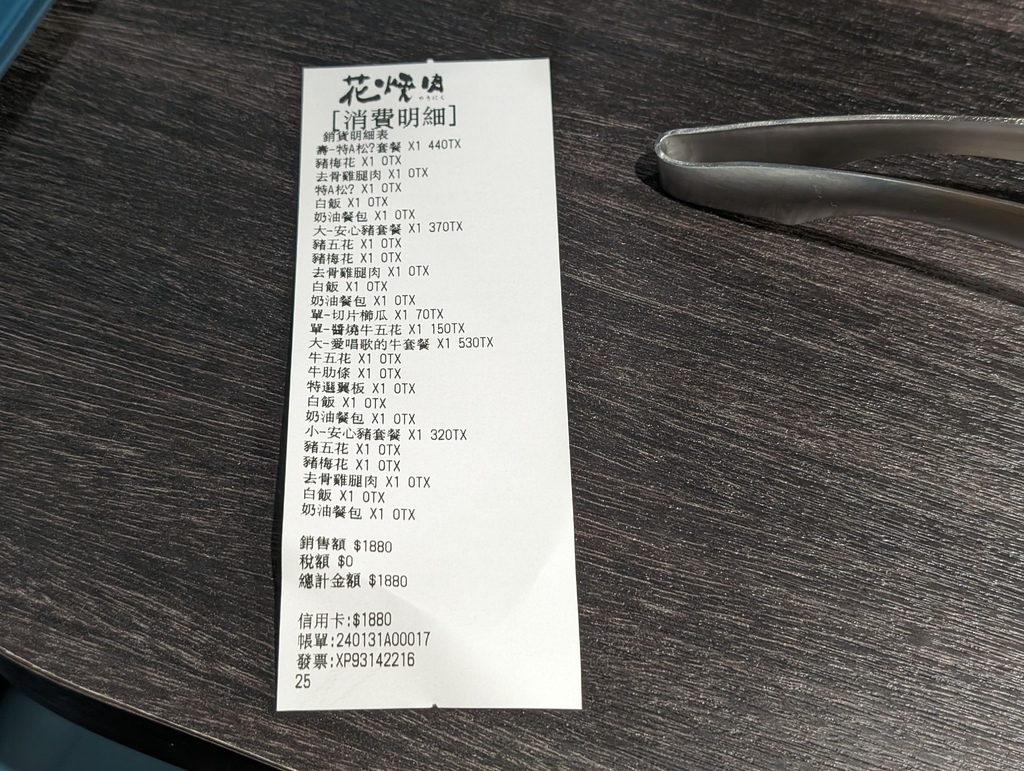 花燒肉
やきにく
[消費明細]
銷貨明細表
壽-特A松?套餐 X1 440TX
豬梅花 X1 0TX
去骨雞腿肉 X1 0TX
特A松? X1 0TX
白飯 X1 0TX
奶油餐包 X1 0TX
大-安心豬套餐 X1 370TX
豬五花 X1 0TX
豬梅花 X1 0TX
去骨雞腿肉 X1 0TX
白飯 X1 0TX
奶油餐包 X1 0TX
單-切片櫛瓜 X1 70TX
單-醬燒牛五花 X1 150TX
大-愛唱歌的牛套餐 X1 530TX
牛五花 X1 0TX
牛肋條 X1 0TX
特選翼板 X1 0TX
白飯 X1 0TX
奶油餐包 X1 0TX
小-安心豬套餐 X1 320TX
豬五花 X1 0TX
豬梅花 X1 0TX
去骨雞腿肉 X1 0TX
白飯 X1 0TX
奶油餐包 X1 0TX
銷售額 $1880
稅額 $0
總計金額 $1880
信用卡:$1880
帳單:240131A00017
發票:XP93142216
25